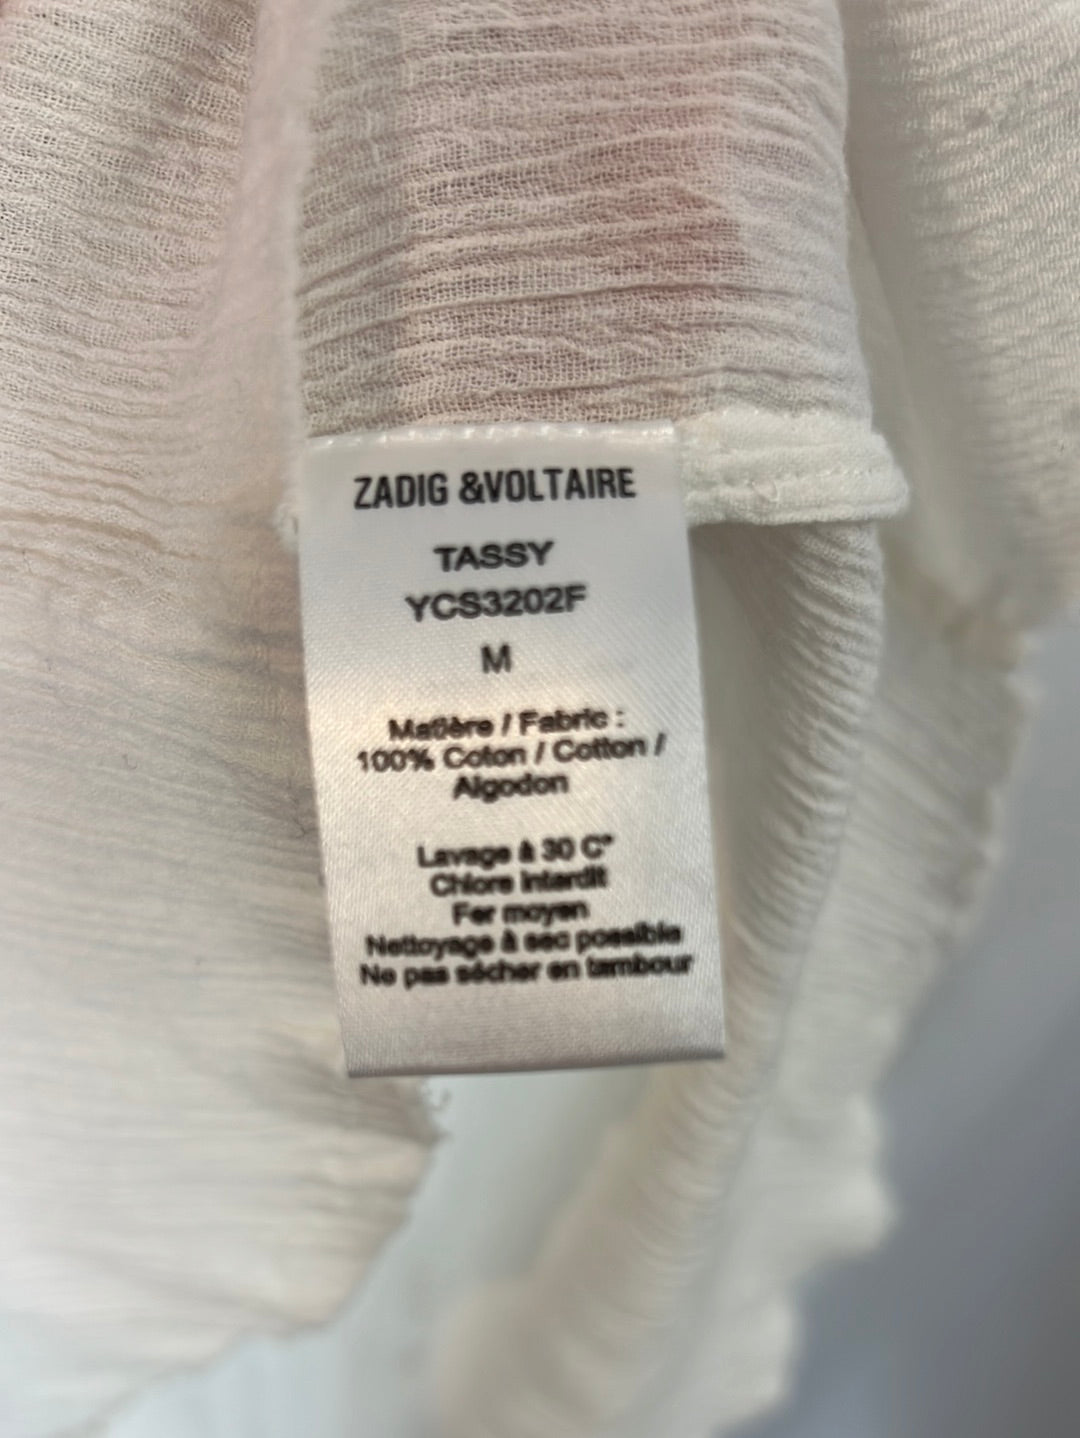 ZADIG &VOLTAIRE
TASSY
YCS3202F
M
Matière / Fabric :
100% Coton / Cotton /
Algodon
Lavage à 30 C°
Chlore interdit
Fer moyen
Nettoyage à sec possible
Ne pas sécher en tambour